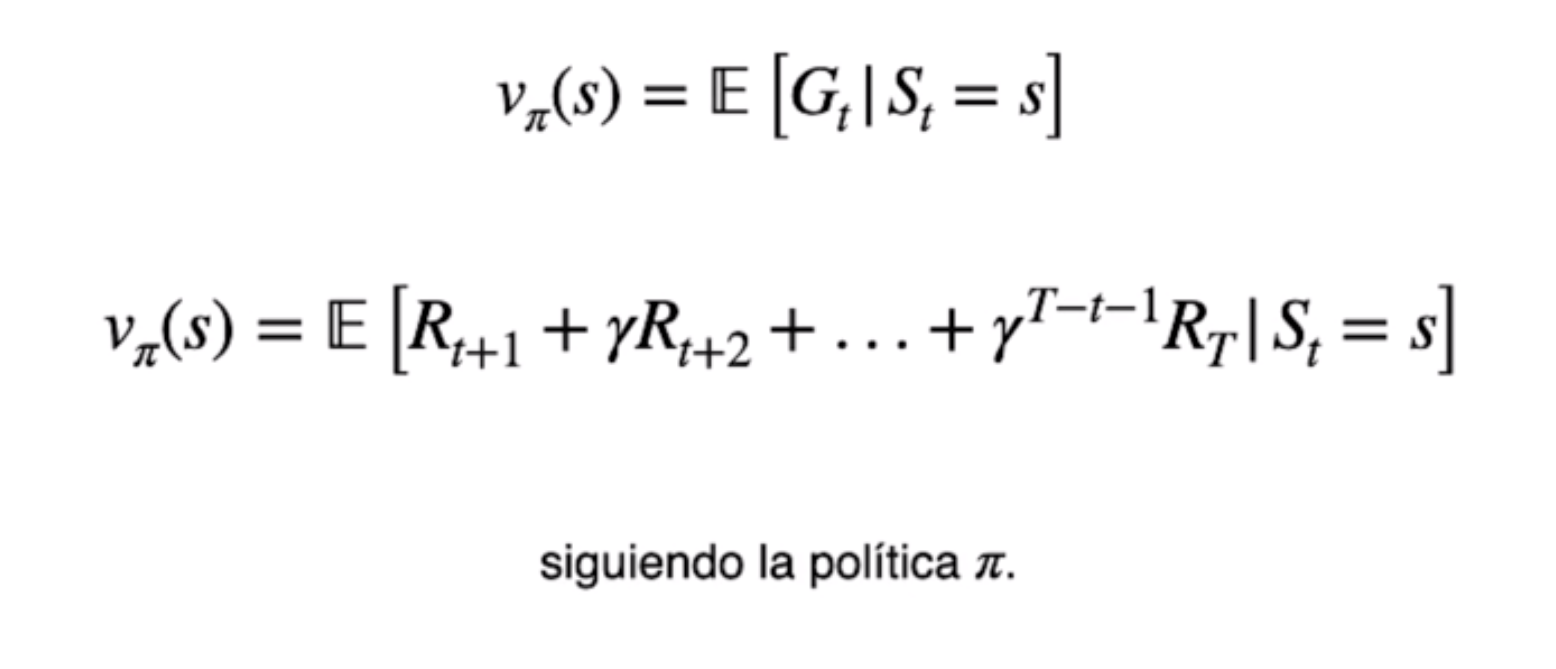 v_π(s) = 𝔼 [G_t | S_t = s]
v_π(s) = 𝔼 [R_{t+1} + γR_{t+2} + . . . + γ^{T−t−1}R_T | S_t = s]
siguiendo la política π.